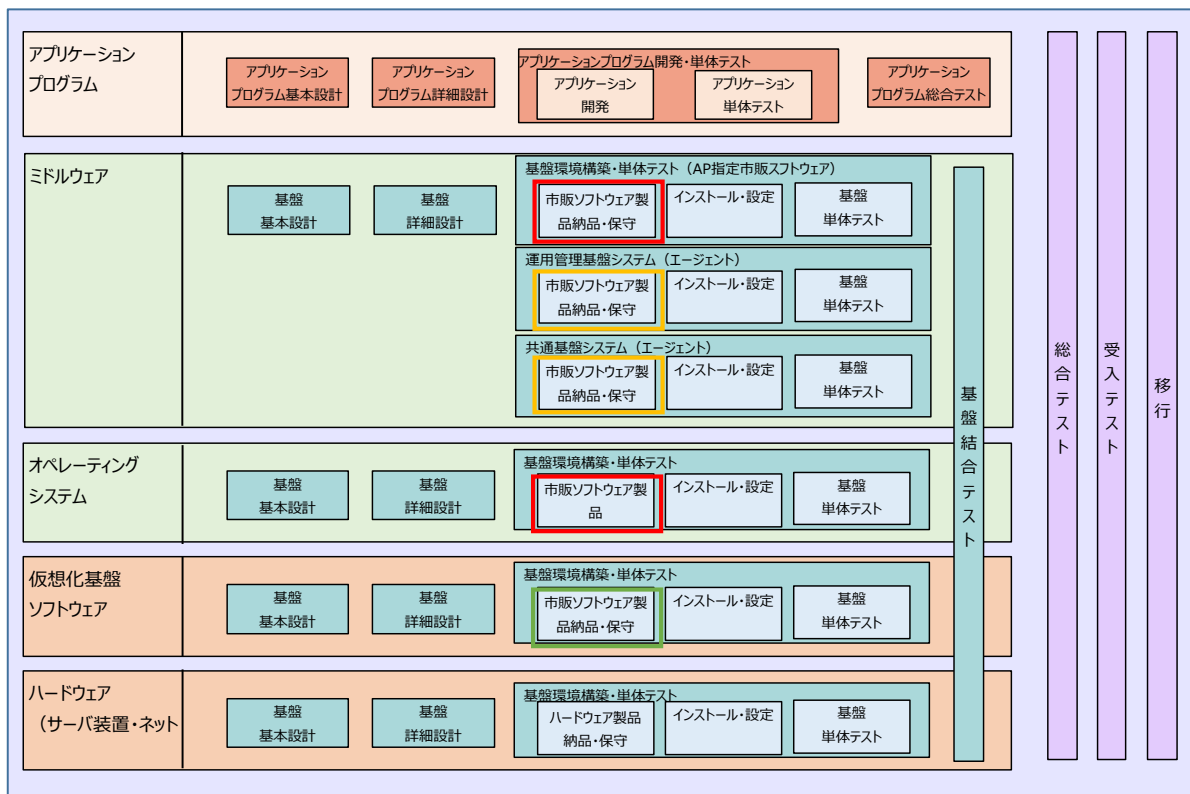 アプリケーション
プログラム
アプリケーション
プログラム基本設計
アプリケーション
プログラム詳細設計
アプリケーションプログラム開発・単体テスト
アプリケーション
開発
アプリケーション
単体テスト
アプリケーション
プログラム総合テスト
ミドルウェア
基盤
基本設計
基盤
詳細設計
基盤環境構築・単体テスト（AP指定市販スフトウェア）
市販ソフトウェア製
品納品・保守
インストール・設定
基盤
単体テスト
運用管理基盤システム（エージェント）
市販ソフトウェア製
品納品・保守
インストール・設定
基盤
単体テスト
共通基盤システム（エージェント）
市販ソフトウェア製
品納品・保守
インストール・設定
基盤
単体テスト
オペレーティング
システム
基盤
基本設計
基盤
詳細設計
基盤環境構築・単体テスト
市販ソフトウェア製
品
インストール・設定
基盤
単体テスト
仮想化基盤
ソフトウェア
基盤
基本設計
基盤
詳細設計
基盤環境構築・単体テスト
市販ソフトウェア製
品納品・保守
インストール・設定
基盤
単体テスト
ハードウェア
（サーバ装置・ネット
基盤
基本設計
基盤
詳細設計
基盤環境構築・単体テスト
ハードウェア製品
納品・保守
インストール・設定
基盤
単体テスト
基盤結合テスト
総合テスト
受入テスト
移行